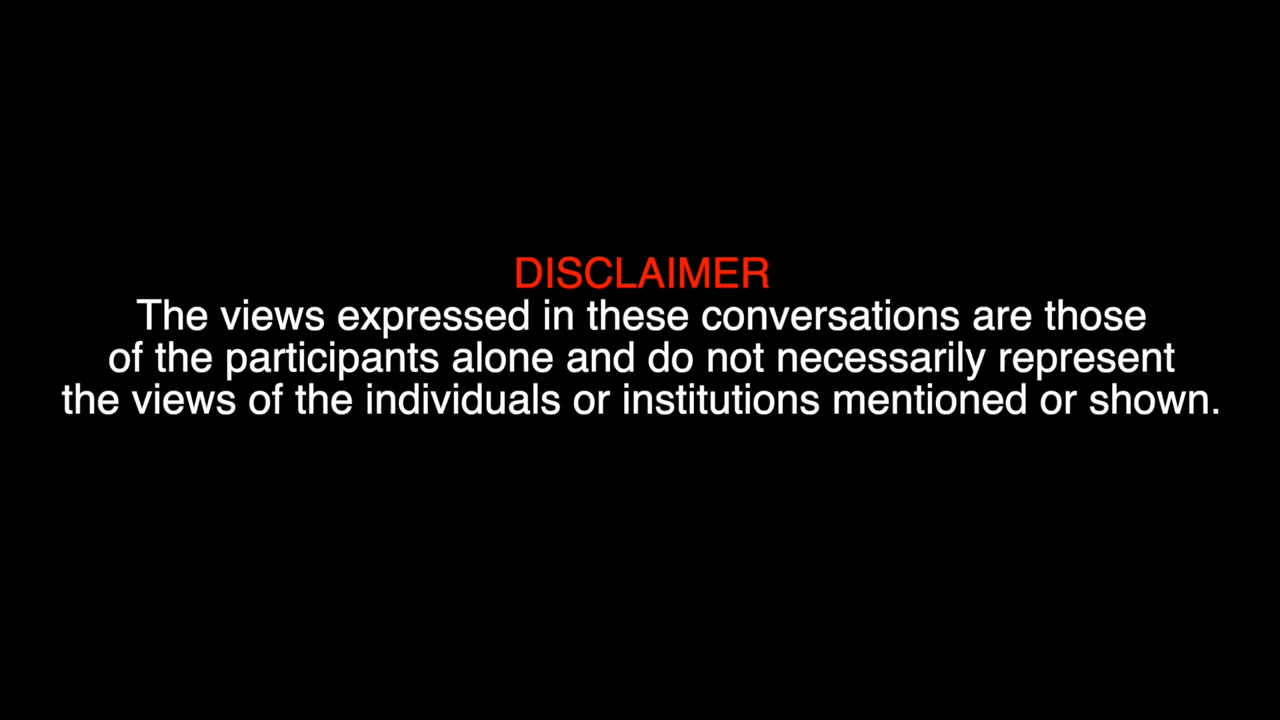 DISCLAIMER
The views expressed in these conversations are those
of the participants alone and do not necessarily represent
the views of the individuals or institutions mentioned or shown.